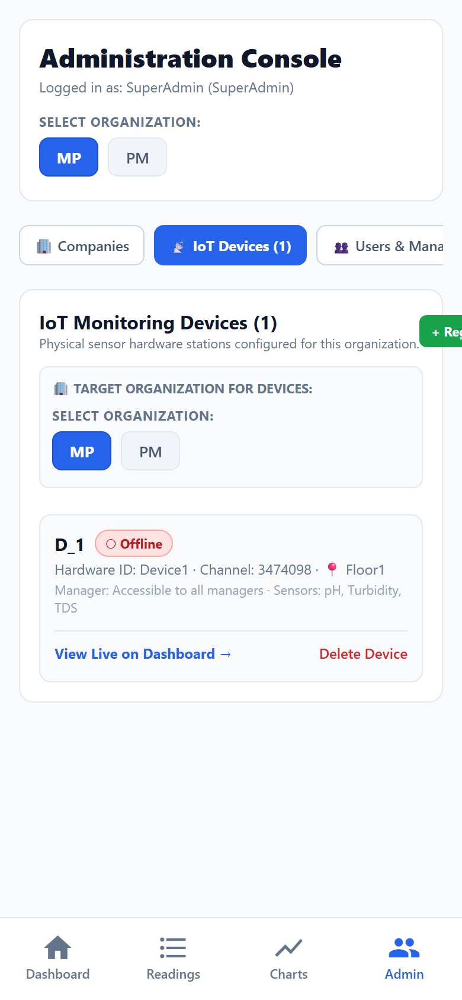 Administration Console
Logged in as: SuperAdmin (SuperAdmin)
SELECT ORGANIZATION:
MP
PM
Companies
IoT Devices (1)
Users & Mana
IoT Monitoring Devices (1)
Physical sensor hardware stations configured for this organization.
+ Reg
TARGET ORGANIZATION FOR DEVICES:
SELECT ORGANIZATION:
MP
PM
D_1
Offline
Hardware ID: Device1 · Channel: 3474098 · 📍 Floor1
Manager: Accessible to all managers · Sensors: pH, Turbidity,
TDS
View Live on Dashboard →
Delete Device
Dashboard
Readings
Charts
Admin